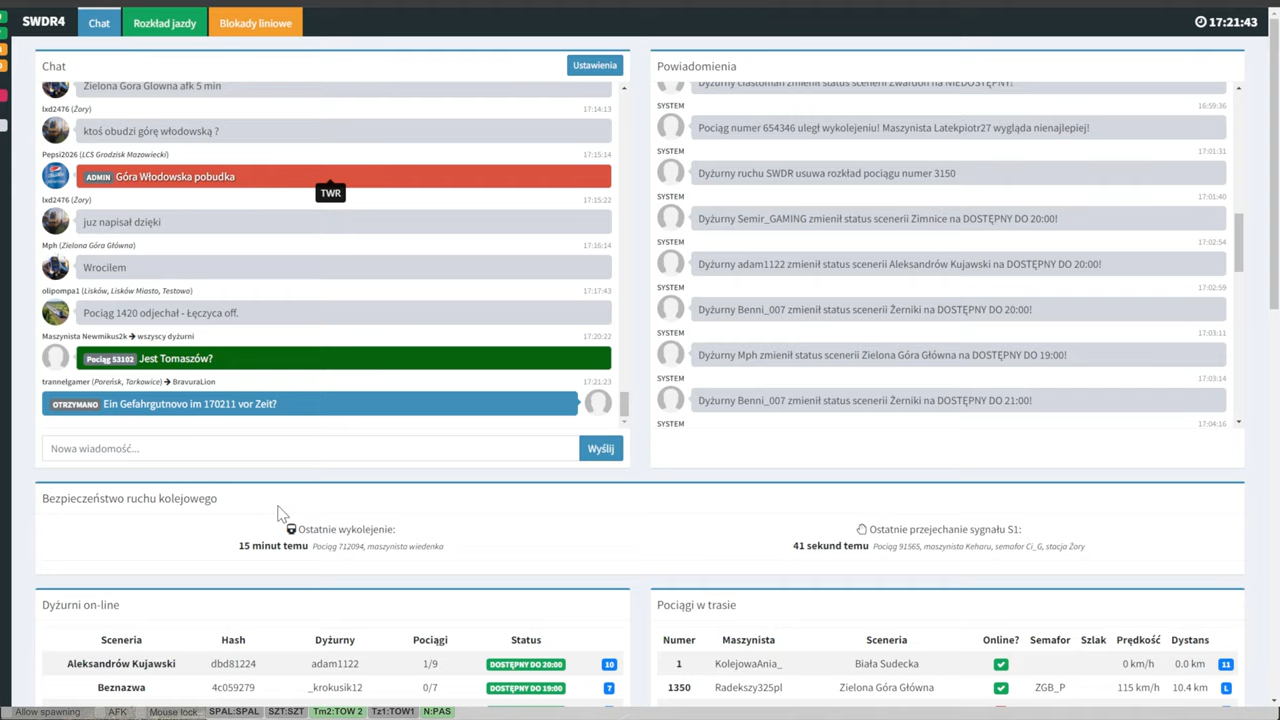 SWDR4
Chat
Rozkład jazdy
Blokady liniowe
17:21:43
Chat
Ustawienia
Zielona Gora Glowna afk 5 min
lxd2476 (Żory) 17:14:13
ktoś obudzi górę włodowską ?
Pepsi2026 (LCS Grodzisk Mazowiecki) 17:15:14
ADMIN Góra Włodowska pobudka
TWR
lxd2476 (Żory) 17:15:22
juz napisał dzięki
Mph (Zielona Góra Główna) 17:16:14
Wrocilem
olipompa1 (Lisków, Lisków Miasto, Testowo) 17:17:43
Pociąg 1420 odjechał - Łęczyca off.
Maszynista Newmikus2k → wszyscy dyżurni 17:20:22
Pociąg 53102 Jest Tomaszów?
trannelgamer (Poreńsk, Tarkowice) → BravuraLion 17:21:23
OTRZYMANO Ein Gefahrgutnovo im 170211 vor Zeit?
Nowa wiadomość...
Wyślij
Powiadomienia
Dyżurny ciastoman zmienił status scenerii Zwardoń na NIEDOSTĘPNY!
SYSTEM 16:59:36
Pociąg numer 654346 uległ wykolejeniu! Maszynista Latekpiotr27 wygląda nienajlepiej!
SYSTEM 17:01:31
Dyżurny ruchu SWDR usuwa rozkład pociągu numer 3150
SYSTEM 17:01:40
Dyżurny Semir_GAMING zmienił status scenerii Zimnice na DOSTĘPNY DO 20:00!
SYSTEM 17:02:54
Dyżurny adam1122 zmienił status scenerii Aleksandrów Kujawski na DOSTĘPNY DO 20:00!
SYSTEM 17:02:59
Dyżurny Benni_007 zmienił status scenerii Żerniki na DOSTĘPNY DO 20:00!
SYSTEM 17:03:11
Dyżurny Mph zmienił status scenerii Zielona Góra Główna na DOSTĘPNY DO 19:00!
SYSTEM 17:03:14
Dyżurny Benni_007 zmienił status scenerii Żerniki na DOSTĘPNY DO 21:00!
SYSTEM 17:04:16
Bezpieczeństwo ruchu kolejowego
Ostatnie wykolejenie:
15 minut temu Pociąg 712094, maszynista wiedenka
Ostatnie przejechanie sygnału S1:
41 sekund temu Pociąg 91565, maszynista Keharu, semafor Ci_G, stacja Żory
Dyżurni on-line
Sceneria Hash Dyżurny Pociągi Status
Aleksandrów Kujawski dbd81224 adam1122 1/9 DOSTĘPNY DO 20:00 10
Beznazwa 4c059279 _krokusik12 0/7 DOSTĘPNY DO 19:00 7
Pociągi w trasie
Numer Maszynista Sceneria Online? Semafor Szlak Prędkość Dystans
1 KolejowaAnia_ Biała Sudecka 0 km/h 0.0 km 11
1350 Radekszy325pl Zielona Góra Główna ZGB_P 115 km/h 10.4 km L
Allow spawning AFK Mouse lock SPAL:SPAL SZT:SZT Tm2:TOW 2 Tz1:TOW1 N:PAS